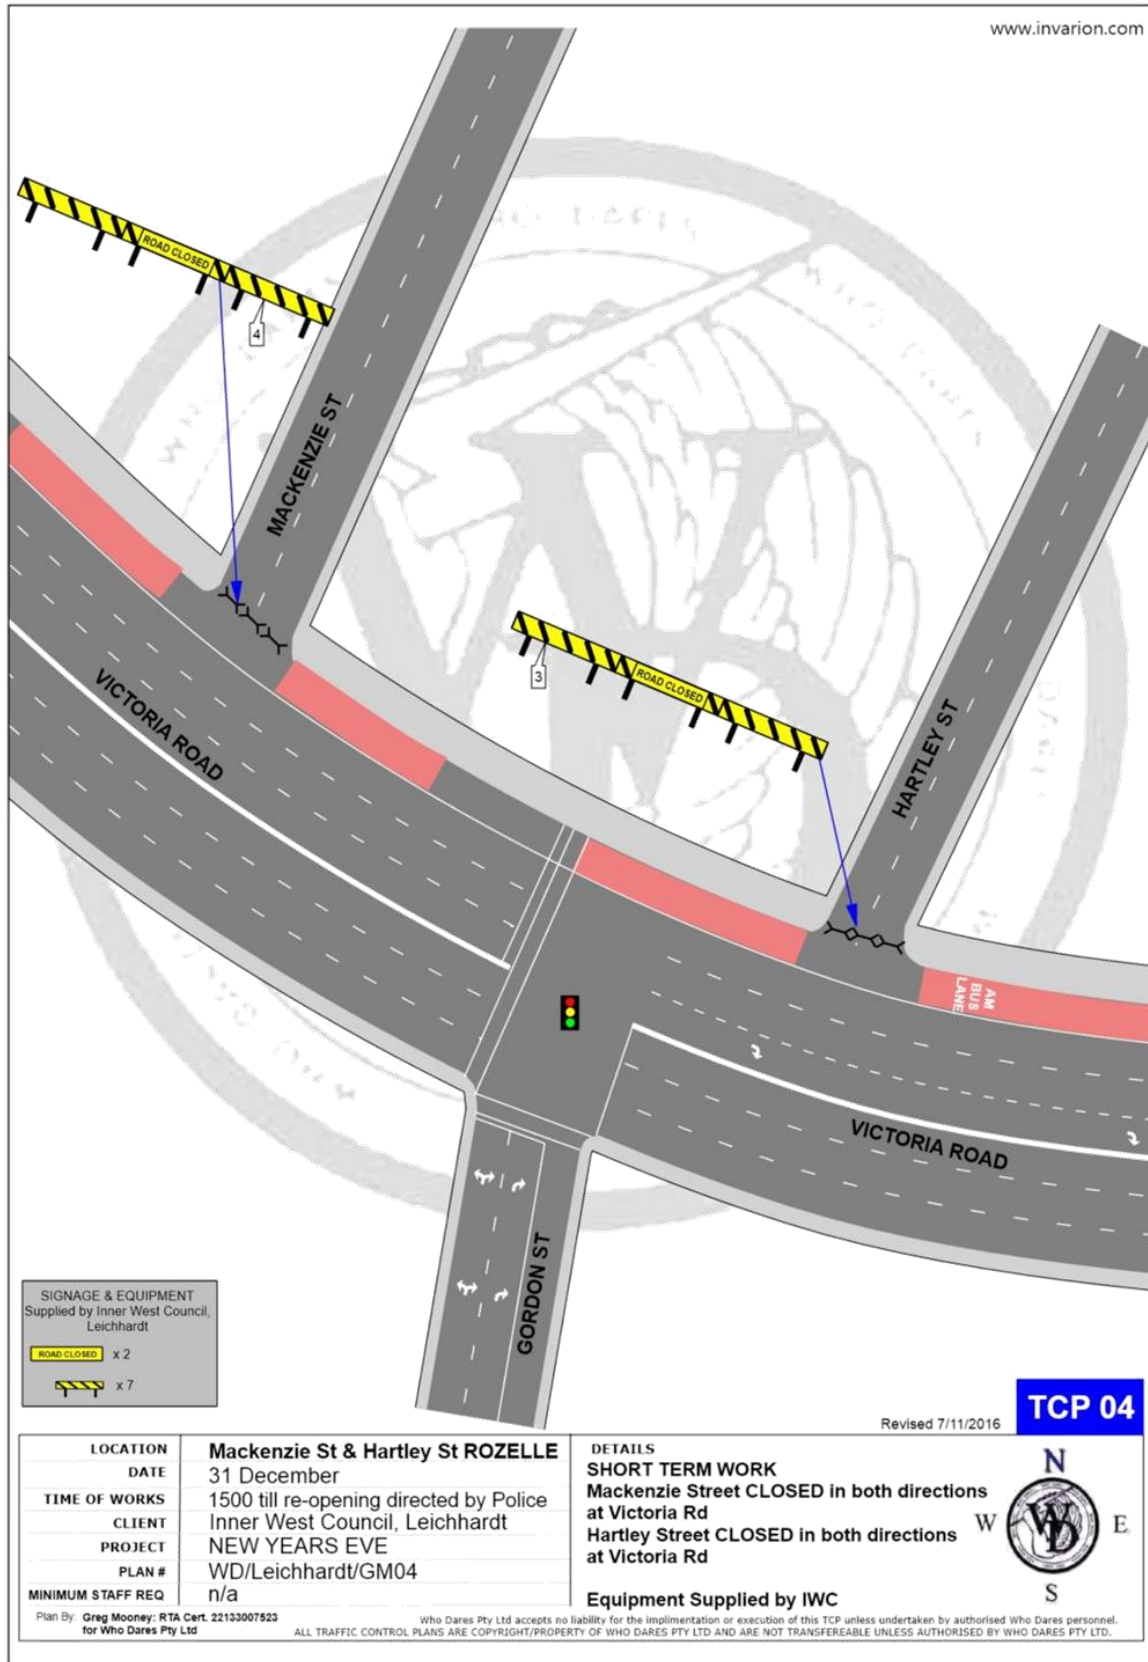 www.invarion.com
ROAD CLOSED
4
MACKENZIE ST
3
ROAD CLOSED
HARTLEY ST
VICTORIA ROAD
AM
BUS
LANE
VICTORIA ROAD
GORDON ST
SIGNAGE & EQUIPMENT
Supplied by Inner West Council,
Leichhardt
ROAD CLOSED x 2
x 7
Revised 7/11/2016
TCP 04
LOCATION Mackenzie St & Hartley St ROZELLE
DATE 31 December
TIME OF WORKS 1500 till re-opening directed by Police
CLIENT Inner West Council, Leichhardt
PROJECT NEW YEARS EVE
PLAN # WD/Leichhardt/GM04
MINIMUM STAFF REQ n/a
DETAILS
SHORT TERM WORK
Mackenzie Street CLOSED in both directions
at Victoria Rd
Hartley Street CLOSED in both directions
at Victoria Rd
Equipment Supplied by IWC
N
W E
S
WD
Plan By: Greg Mooney: RTA Cert. 22133007523
for Who Dares Pty Ltd
Who Dares Pty Ltd accepts no liability for the implimentation or execution of this TCP unless undertaken by authorised Who Dares personnel.
ALL TRAFFIC CONTROL PLANS ARE COPYRIGHT/PROPERTY OF WHO DARES PTY LTD AND ARE NOT TRANSFEREABLE UNLESS AUTHORISED BY WHO DARES PTY LTD.